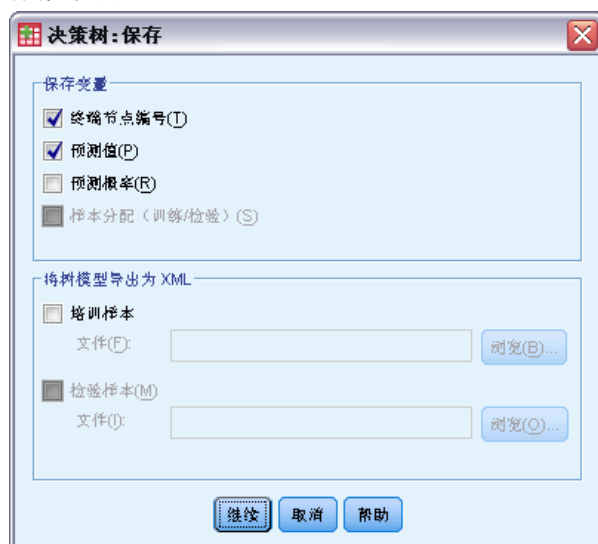 决策树:保存
保存变量
终端节点编号(T)
预测值(P)
预测概率(R)
样本分配（训练/检验）(S)
将树模型导出为 XML
培训样本
文件(F):
浏览(B)...
检验样本(M)
文件(I):
浏览(O)...
继续 取消 帮助